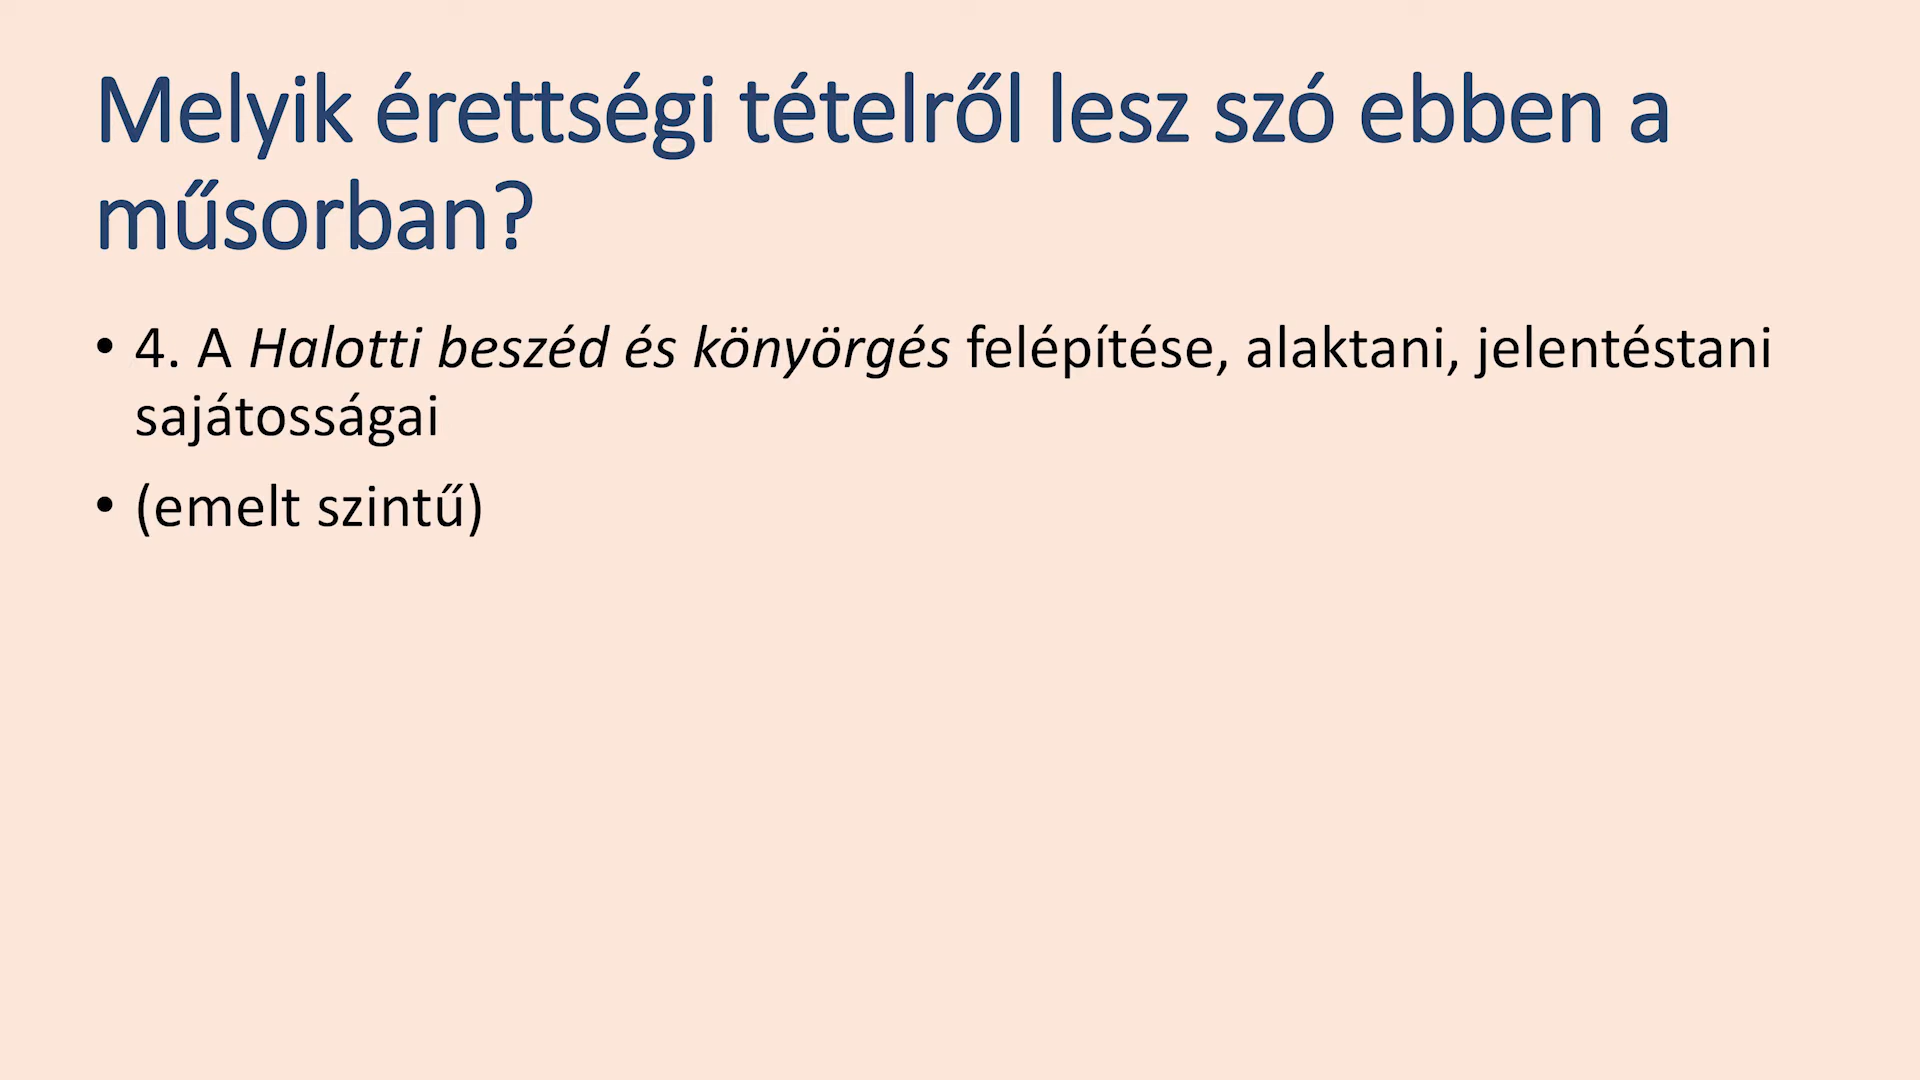 Melyik érettségi tételről lesz szó ebben a
műsorban?
• 4. A Halotti beszéd és könyörgés felépítése, alaktani, jelentéstani
sajátosságai
• (emelt szintű)